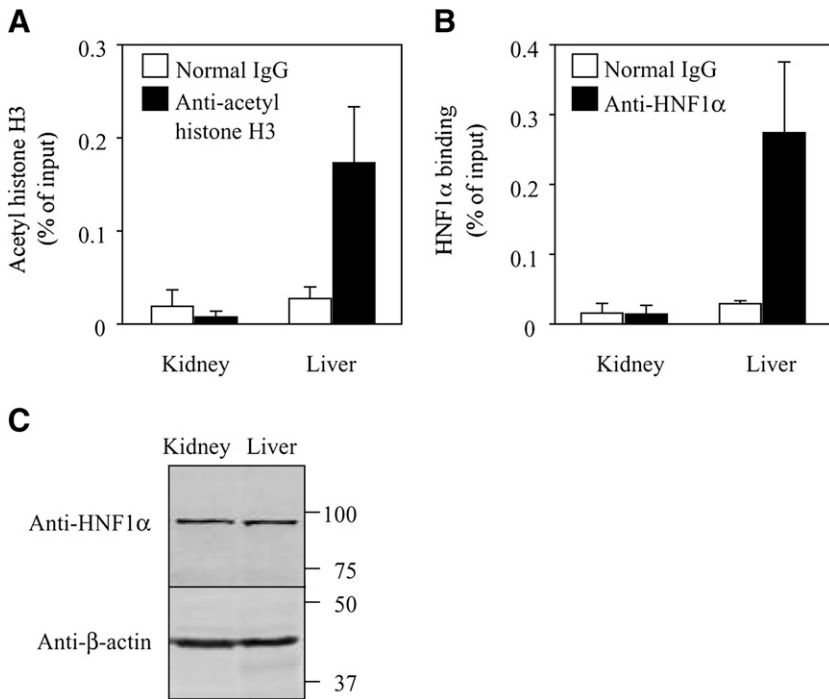 A
Acetyl histone H3
(% of input)
0.3
0.2
0.1
0
Normal IgG
Anti-acetyl
histone H3
Kidney Liver
B
HNF1α binding
(% of input)
0.4
0.3
0.2
0.1
0
Normal IgG
Anti-HNF1α
Kidney Liver
C
Kidney Liver
Anti-HNF1α
100
75
50
Anti-β-actin
37